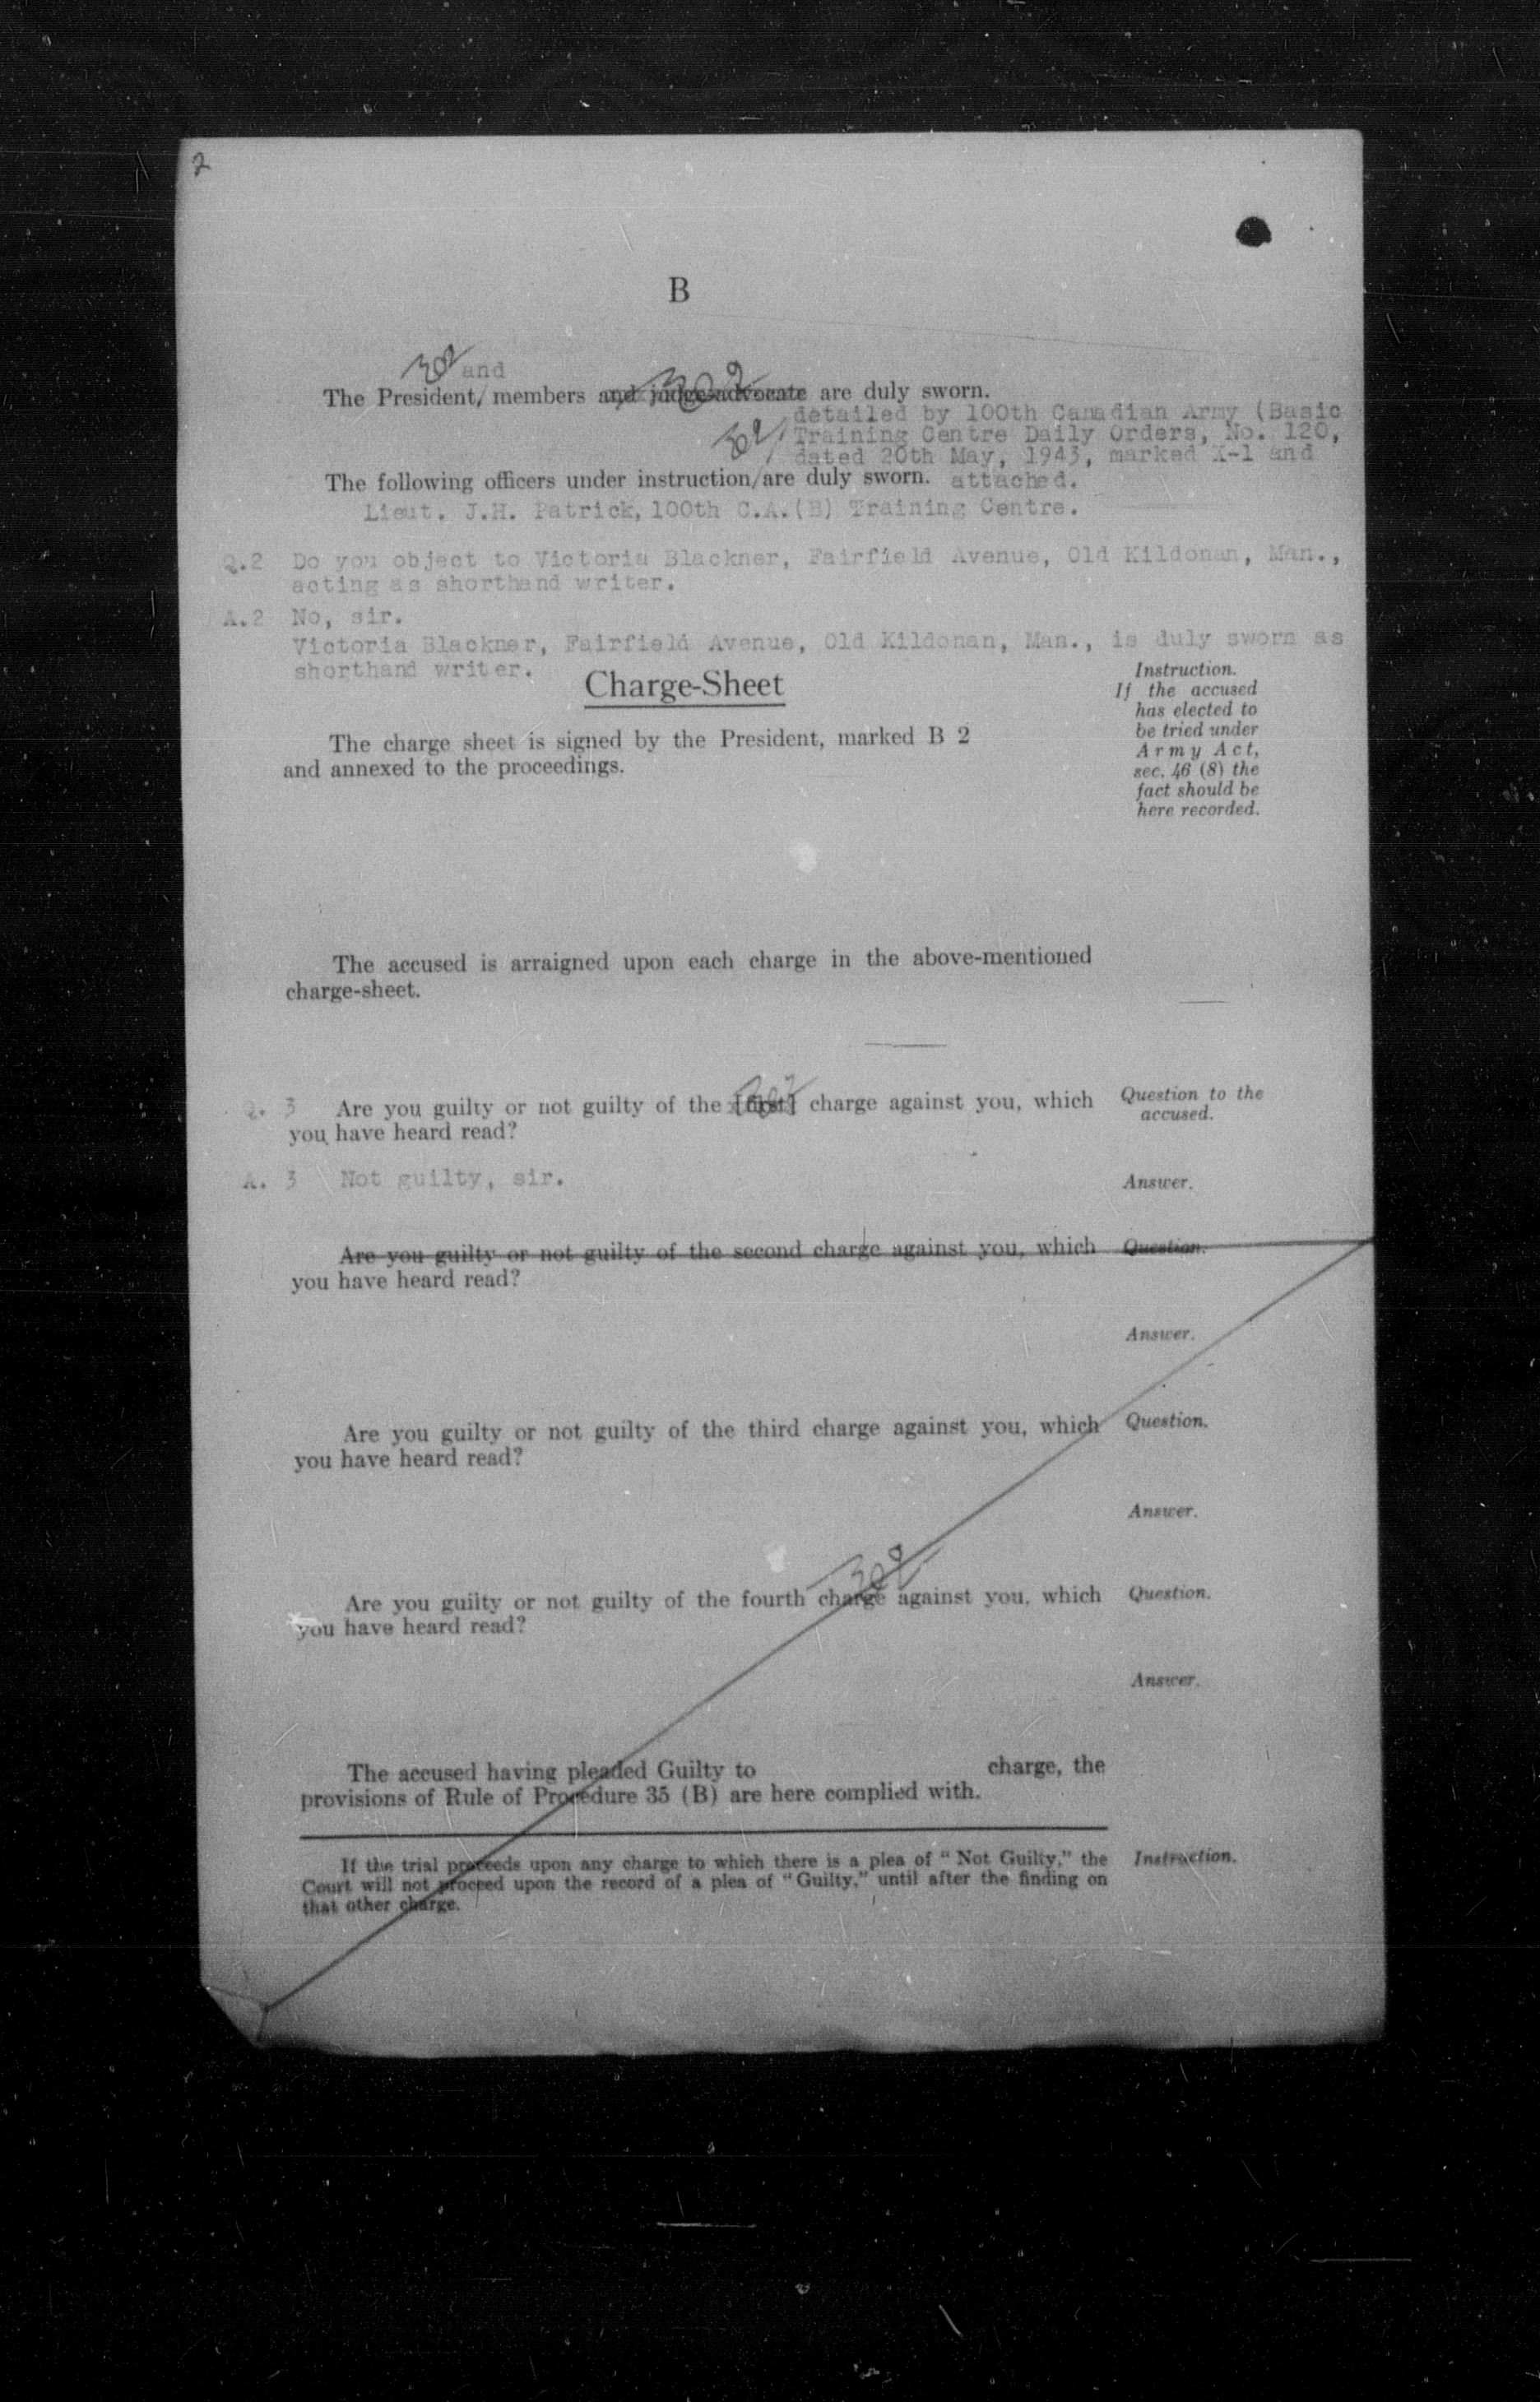 2
B
and
The President, members and judge-advocate are duly sworn.
detailed by 100th Canadian Army (Basic
Training Centre Daily Orders, No. 120,
dated 20th May, 1943, marked X-1 and
The following officers under instruction/are duly sworn. attached.
Lieut. J.H. Patrick, 100th C.A.(B) Training Centre.
Q.2 Do you object to Victoria Blackner, Fairfield Avenue, Old Kildonan, Man.,
acting as shorthand writer.
A.2 No, sir.
Victoria Blackner, Fairfield Avenue, Old Kildonan, Man., is duly sworn as
shorthand writer.
Charge-Sheet
Instruction.
If the accused
has elected to
be tried under
Army Act,
sec. 46 (8) the
fact should be
here recorded.
The charge sheet is signed by the President, marked B 2
and annexed to the proceedings.
The accused is arraigned upon each charge in the above-mentioned
charge-sheet.
Q. 3 Are you guilty or not guilty of the [first] charge against you, which
you have heard read?
Question to the
accused.
A. 3 Not guilty, sir.
Answer.
Are you guilty or not guilty of the second charge against you, which
you have heard read?
Question.
Answer.
Are you guilty or not guilty of the third charge against you, which
you have heard read?
Question.
Answer.
Are you guilty or not guilty of the fourth charge against you, which
you have heard read?
Question.
Answer.
The accused having pleaded Guilty to charge, the
provisions of Rule of Procedure 35 (B) are here complied with.
If the trial proceeds upon any charge to which there is a plea of "Not Guilty," the
Court will not proceed upon the record of a plea of "Guilty," until after the finding on
that other charge.
Instruction.